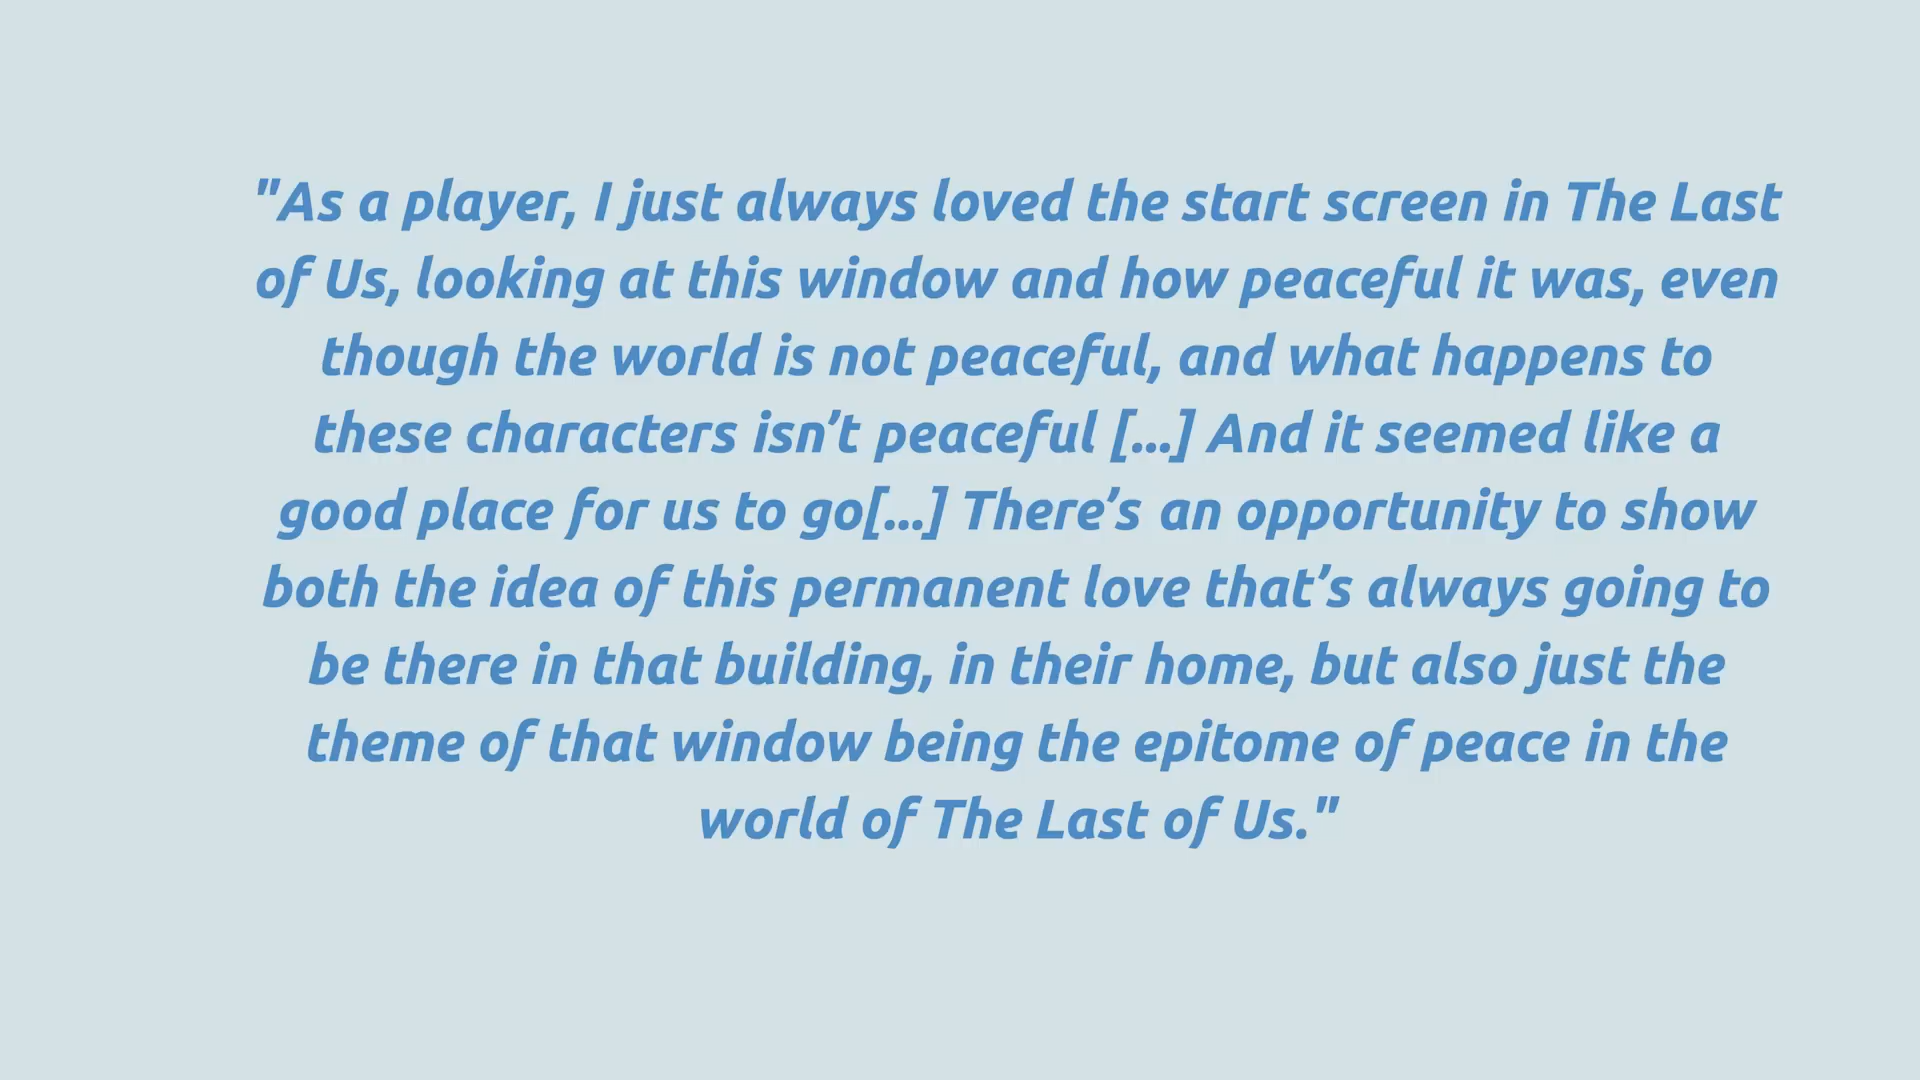 "As a player, I just always loved the start screen in The Last
of Us, looking at this window and how peaceful it was, even
though the world is not peaceful, and what happens to
these characters isn’t peaceful [...] And it seemed like a
good place for us to go[...] There’s an opportunity to show
both the idea of this permanent love that’s always going to
be there in that building, in their home, but also just the
theme of that window being the epitome of peace in the
world of The Last of Us."